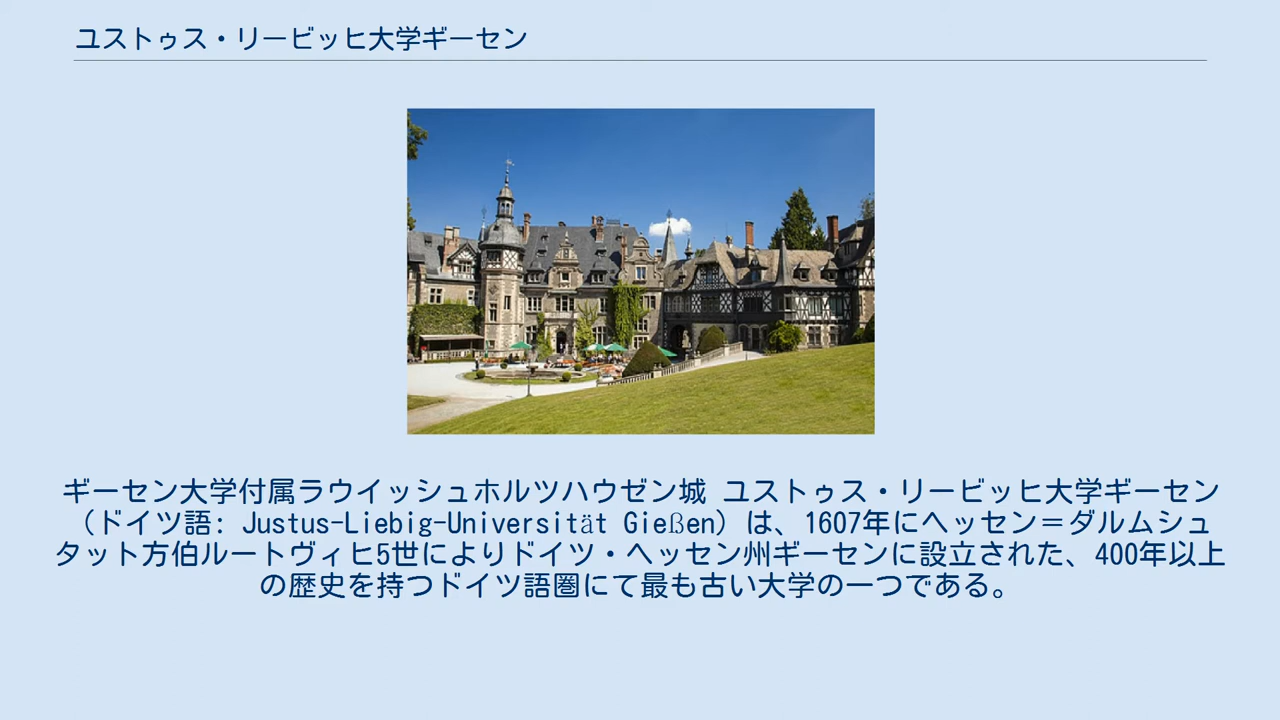 ユストゥス・リービッヒ大学ギーセン
ギーセン大学付属ラウイッシュホルツハウゼン城 ユストゥス・リービッヒ大学ギーセン
（ドイツ語: Justus-Liebig-Universität Gießen）は、1607年にヘッセン＝ダルムシュ
タット方伯ルートヴィヒ5世によりドイツ・ヘッセン州ギーセンに設立された、400年以上
の歴史を持つドイツ語圏にて最も古い大学の一つである。